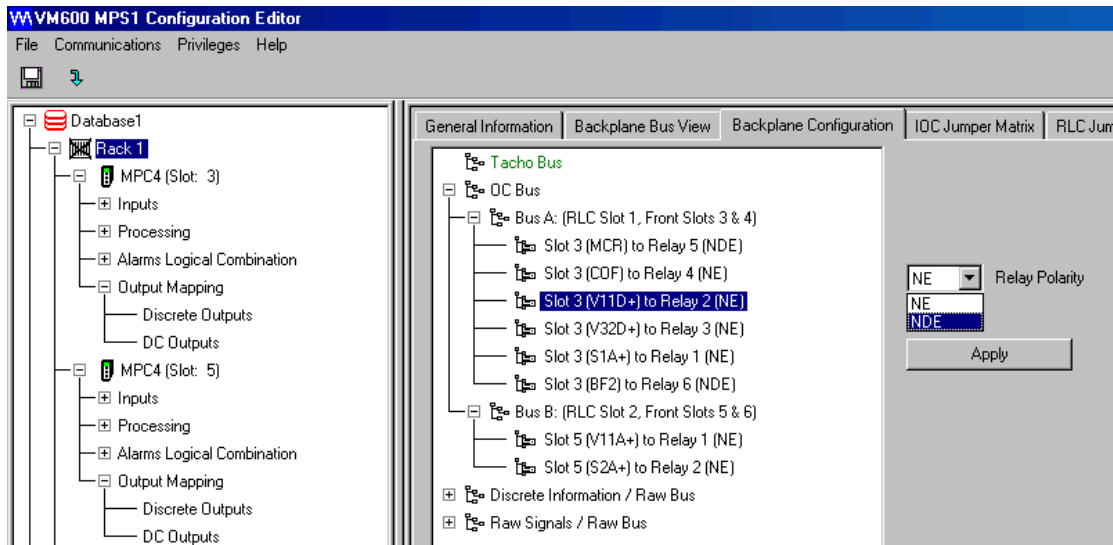 VM600 MPS1 Configuration Editor
File Communications Privileges Help
Database1
Rack 1
MPC4 (Slot: 3)
Inputs
Processing
Alarms Logical Combination
Output Mapping
Discrete Outputs
DC Outputs
MPC4 (Slot: 5)
Inputs
Processing
Alarms Logical Combination
Output Mapping
Discrete Outputs
DC Outputs
General Information Backplane Bus View Backplane Configuration IOC Jumper Matrix RLC Jum
Tacho Bus
OC Bus
Bus A: (RLC Slot 1, Front Slots 3 & 4)
Slot 3 (MCR) to Relay 5 (NDE)
Slot 3 (COF) to Relay 4 (NE)
Slot 3 (V11D+) to Relay 2 (NE)
Slot 3 (V32D+) to Relay 3 (NE)
Slot 3 (S1A+) to Relay 1 (NE)
Slot 3 (BF2) to Relay 6 (NDE)
Bus B: (RLC Slot 2, Front Slots 5 & 6)
Slot 5 (V11A+) to Relay 1 (NE)
Slot 5 (S2A+) to Relay 2 (NE)
Discrete Information / Raw Bus
Raw Signals / Raw Bus
NE Relay Polarity
NE
NDE
Apply